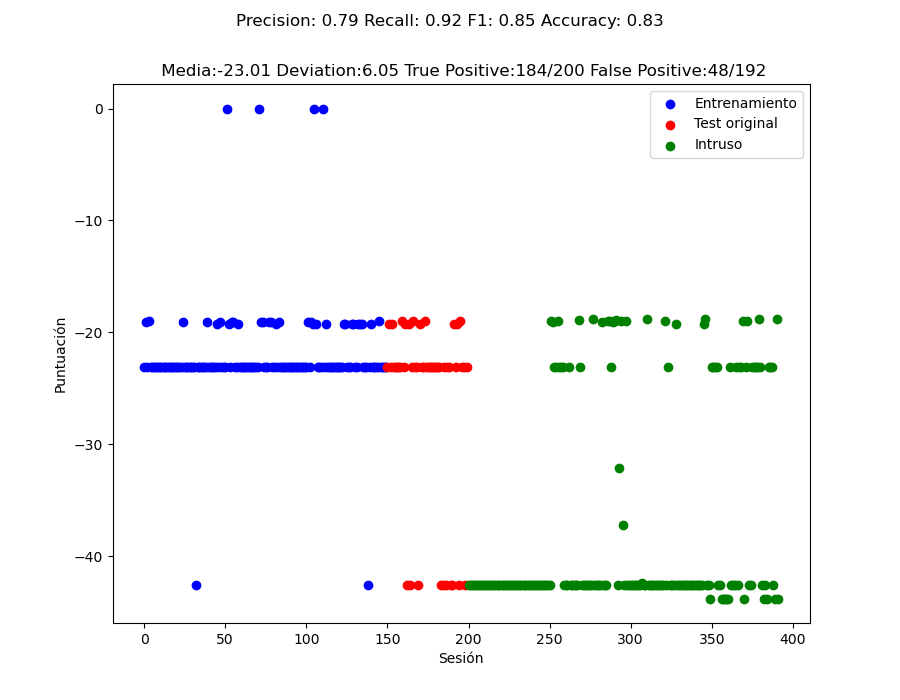 Precision: 0.79 Recall: 0.92 F1: 0.85 Accuracy: 0.83
Media:-23.01 Deviation:6.05 True Positive:184/200 False Positive:48/192
Entrenamiento
Test original
Intruso
0
−10
−20
−30
−40
Puntuación
0 50 100 150 200 250 300 350 400
Sesión